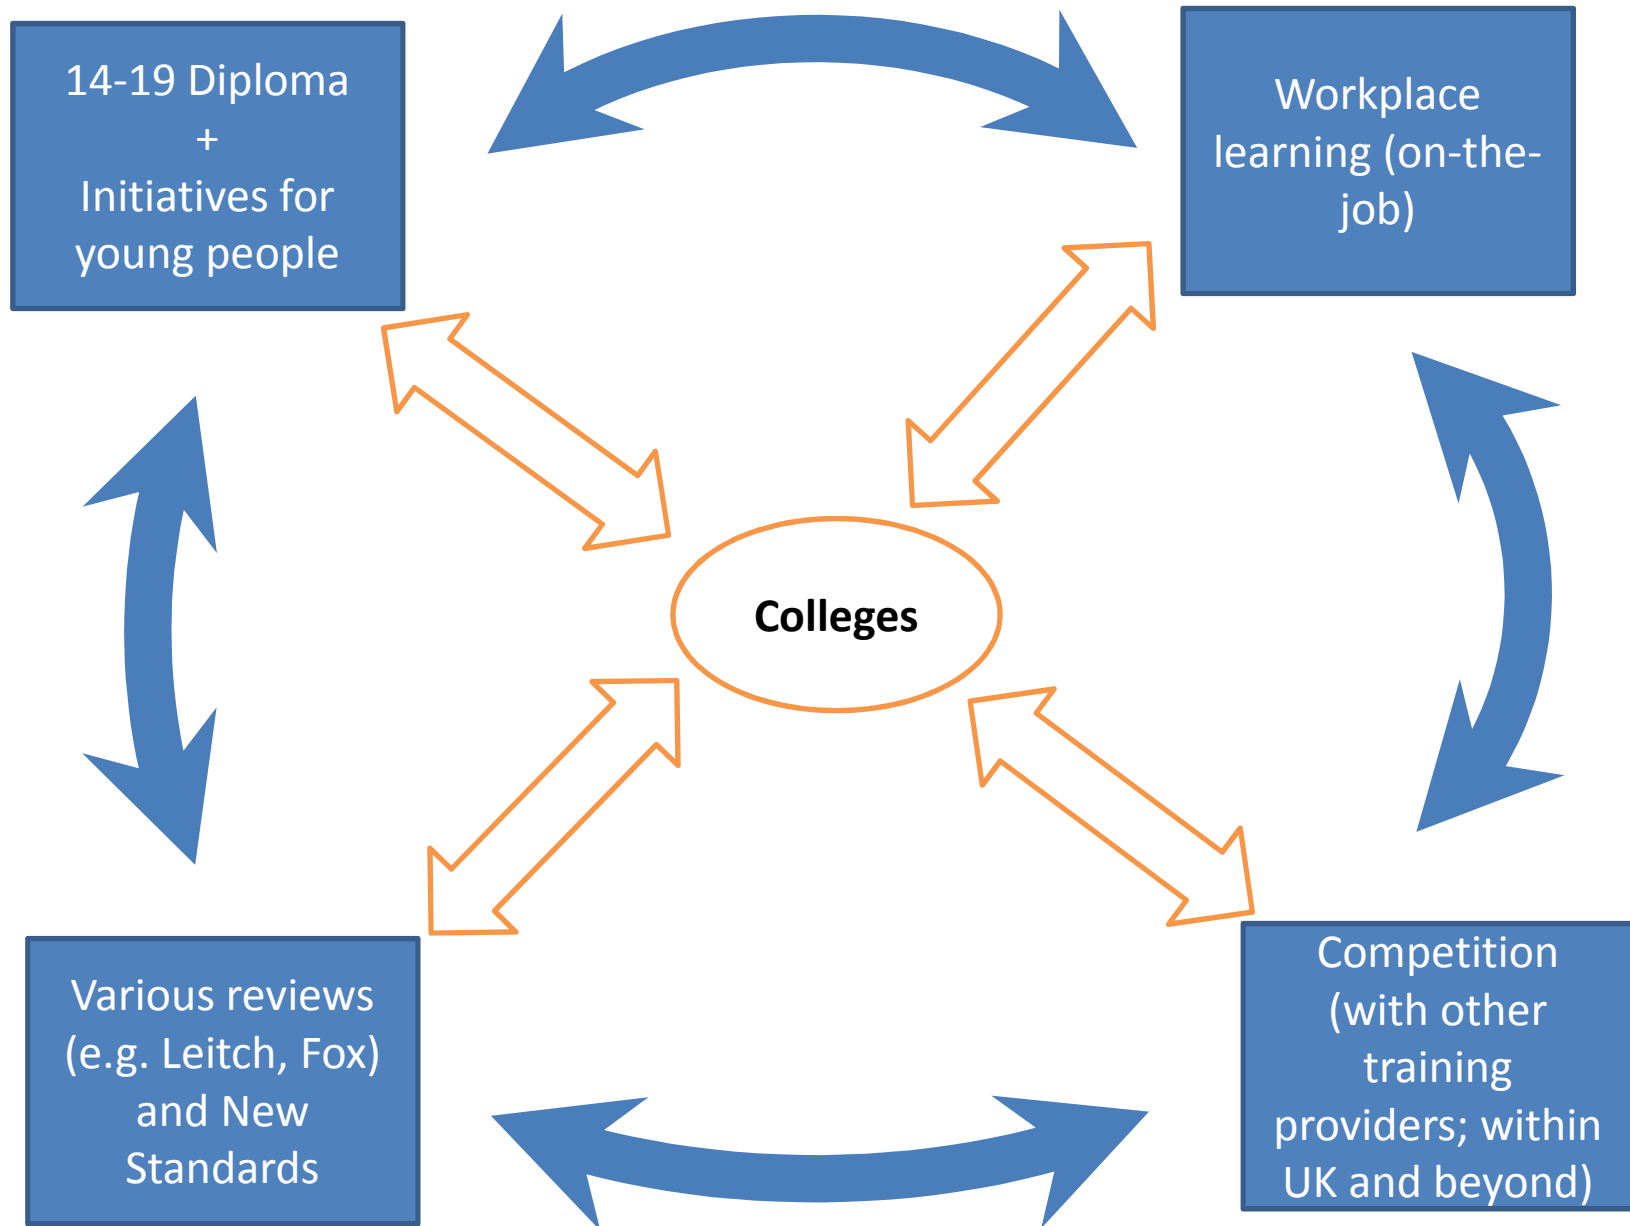 14-19 Diploma
+
Initiatives for
young people
Workplace
learning (on-the-
job)
Colleges
Various reviews
(e.g. Leitch, Fox)
and New
Standards
Competition
(with other
training
providers; within
UK and beyond)